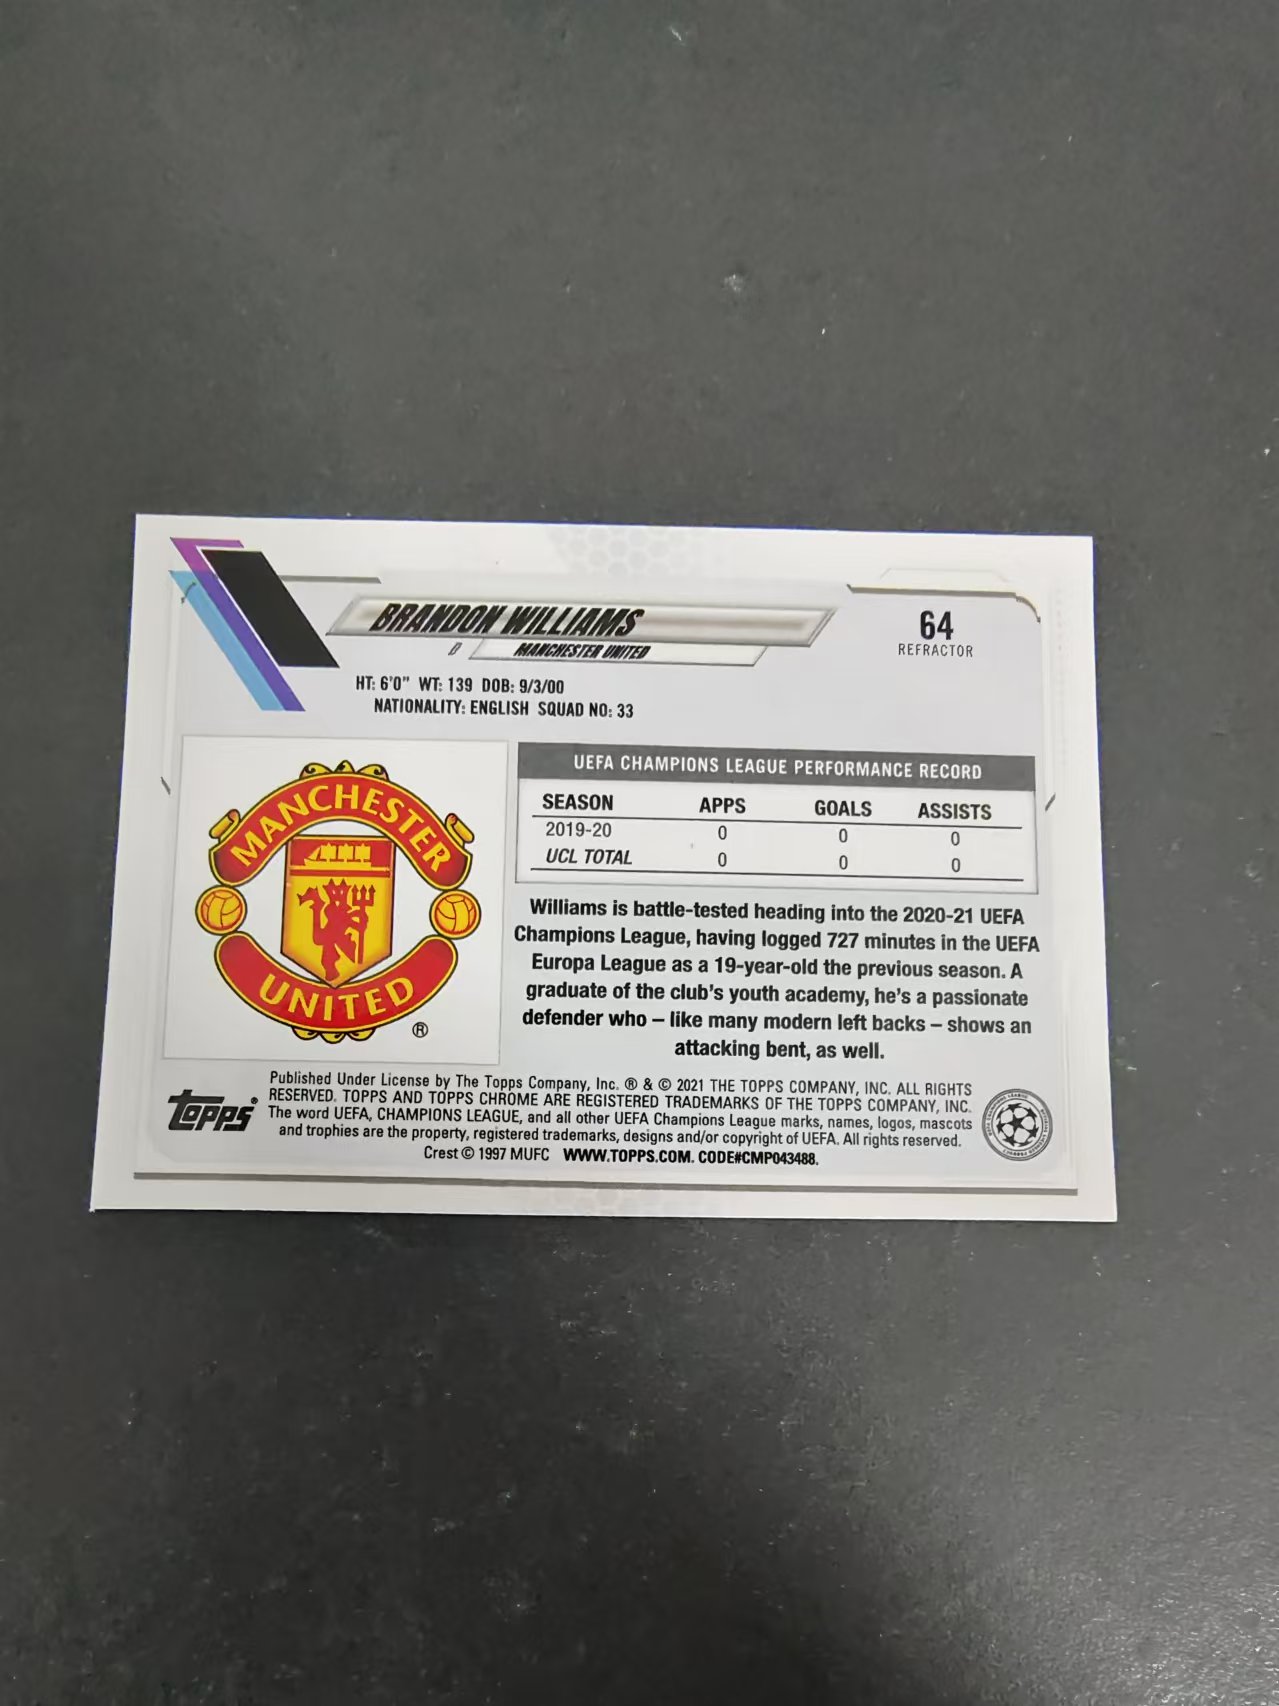 BRANDON WILLIAMS
D MANCHESTER UNITED
64
REFRACTOR
HT: 6'0" WT: 139 DOB: 9/3/00
NATIONALITY: ENGLISH SQUAD NO: 33
MANCHESTER
UNITED
®
UEFA CHAMPIONS LEAGUE PERFORMANCE RECORD
SEASON APPS GOALS ASSISTS
2019-20 0 0 0
UCL TOTAL 0 0 0
Williams is battle-tested heading into the 2020-21 UEFA
Champions League, having logged 727 minutes in the UEFA
Europa League as a 19-year-old the previous season. A
graduate of the club's youth academy, he's a passionate
defender who – like many modern left backs – shows an
attacking bent, as well.
Topps®
Published Under License by The Topps Company, Inc. ® & © 2021 THE TOPPS COMPANY, INC. ALL RIGHTS
RESERVED. TOPPS AND TOPPS CHROME ARE REGISTERED TRADEMARKS OF THE TOPPS COMPANY, INC.
The word UEFA, CHAMPIONS LEAGUE, and all other UEFA Champions League marks, names, logos, mascots
and trophies are the property, registered trademarks, designs and/or copyright of UEFA. All rights reserved.
Crest © 1997 MUFC WWW.TOPPS.COM. CODE#CMP043488.